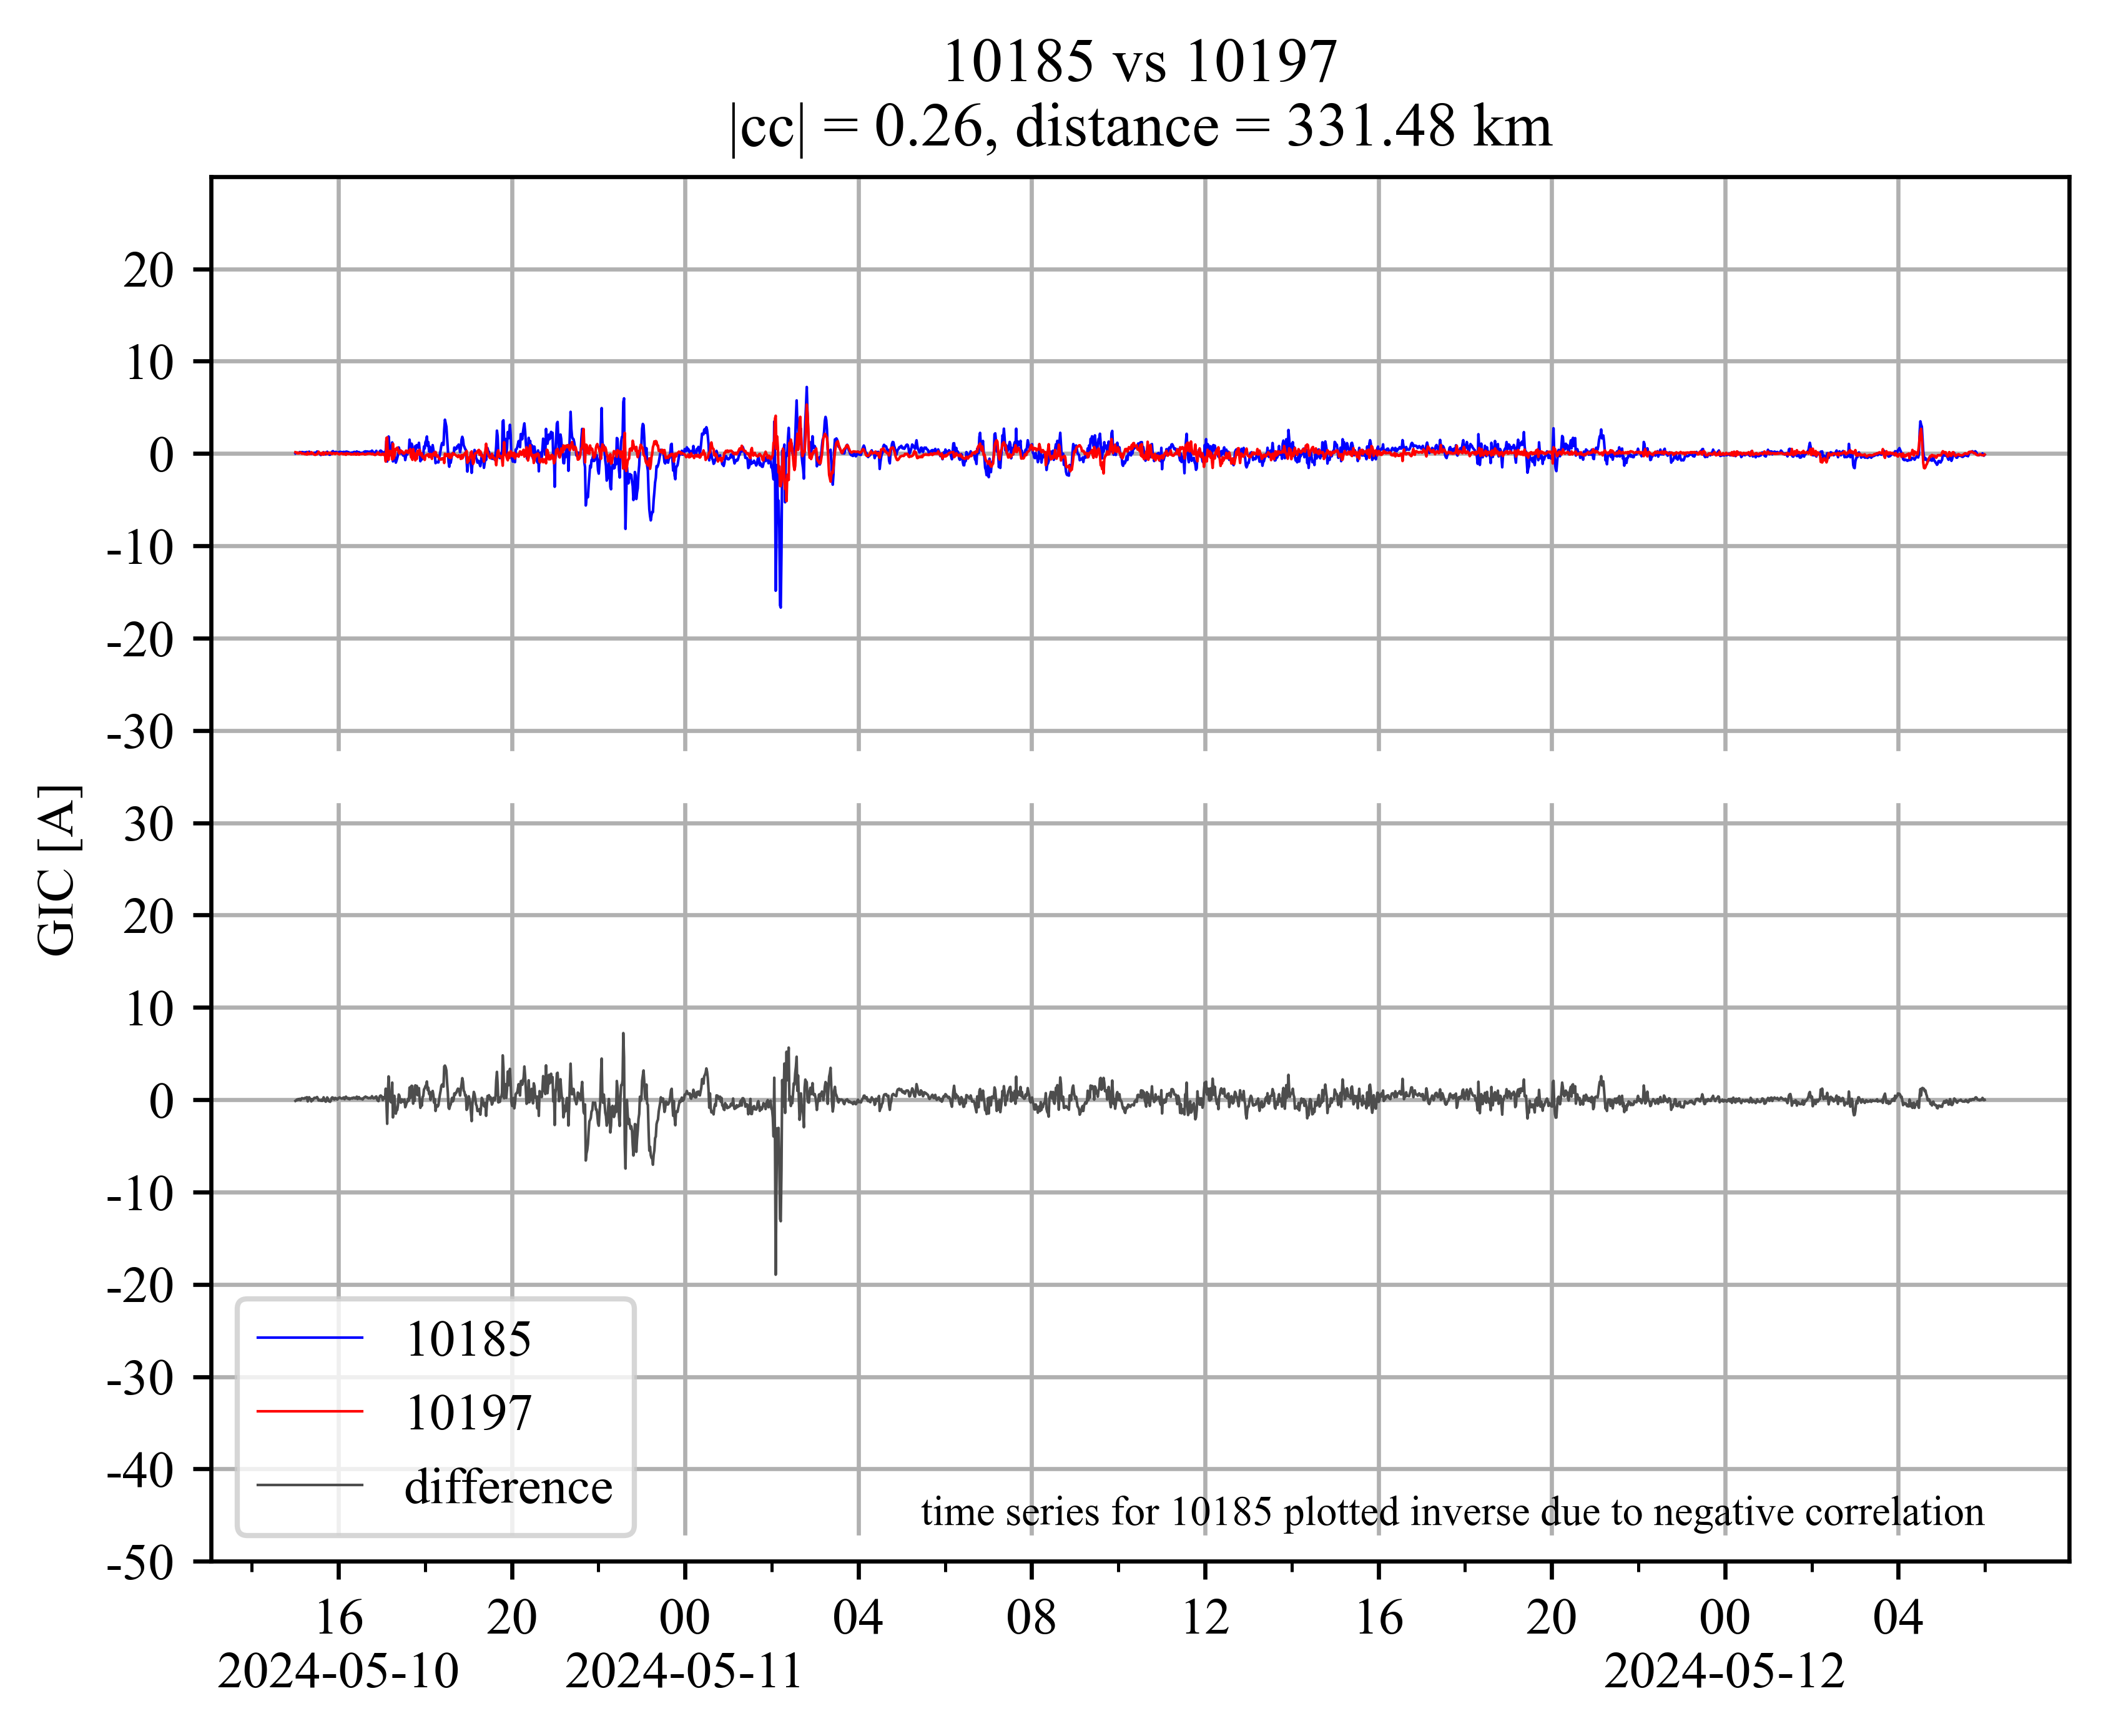 10185 vs 10197
|cc| = 0.26, distance = 331.48 km
20
10
0
-10
-20
-30
30
20
10
0
-10
-20
-30
-40
-50
GIC [A]
10185
10197
difference
time series for 10185 plotted inverse due to negative correlation
16 20 00 04 08 12 16 20 00 04
2024-05-10 2024-05-11 2024-05-12